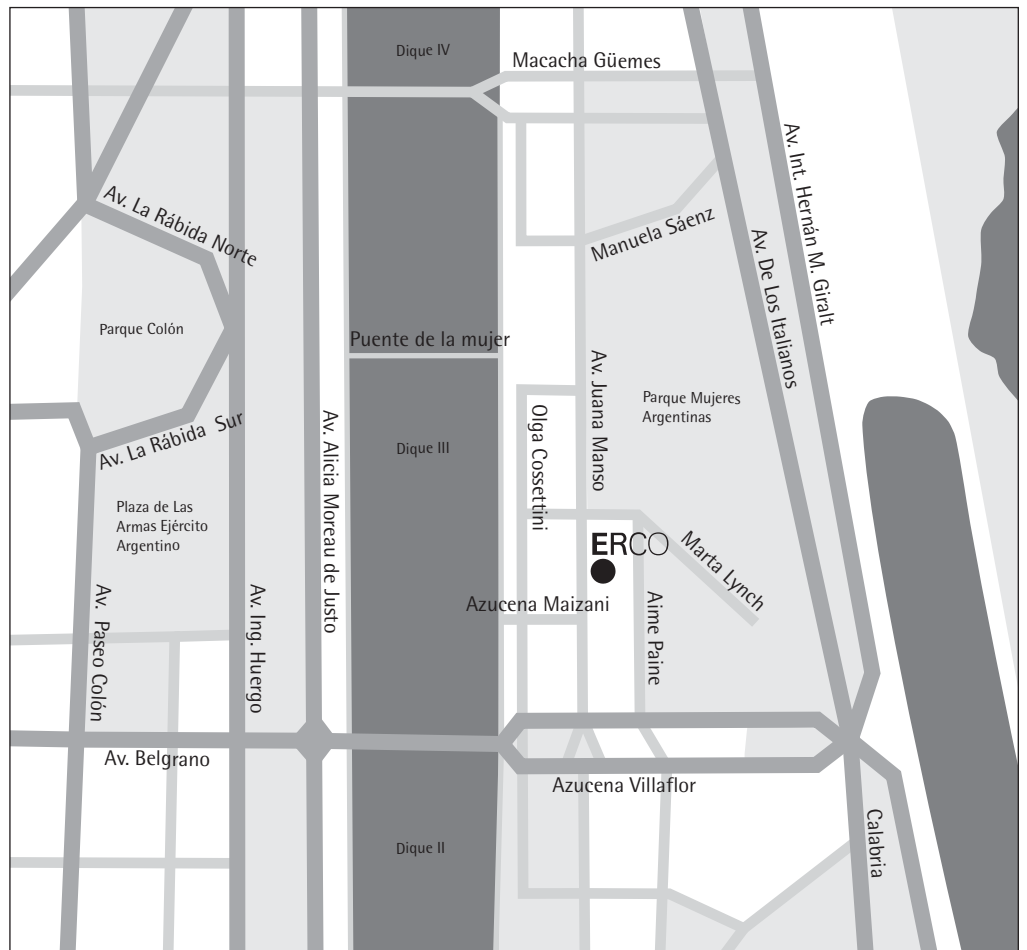 Dique IV
Macacha Güemes
Av. Int. Hernán M. Giralt
Av. La Rábida Norte
Manuela Sáenz
Av. De Los Italianos
Parque Colón
Puente de la mujer
Av. Juana Manso
Parque Mujeres
Argentinas
Olga Cossettini
Av. La Rábida Sur
Av. Alicia Moreau de Justo
Dique III
Plaza de Las
Armas Ejército
Argentino
ERCO
Marta Lynch
Av. Paseo Colón
Av. Ing. Huergo
Azucena Maizani
Aime Paine
Av. Belgrano
Azucena Villaflor
Calabria
Dique II